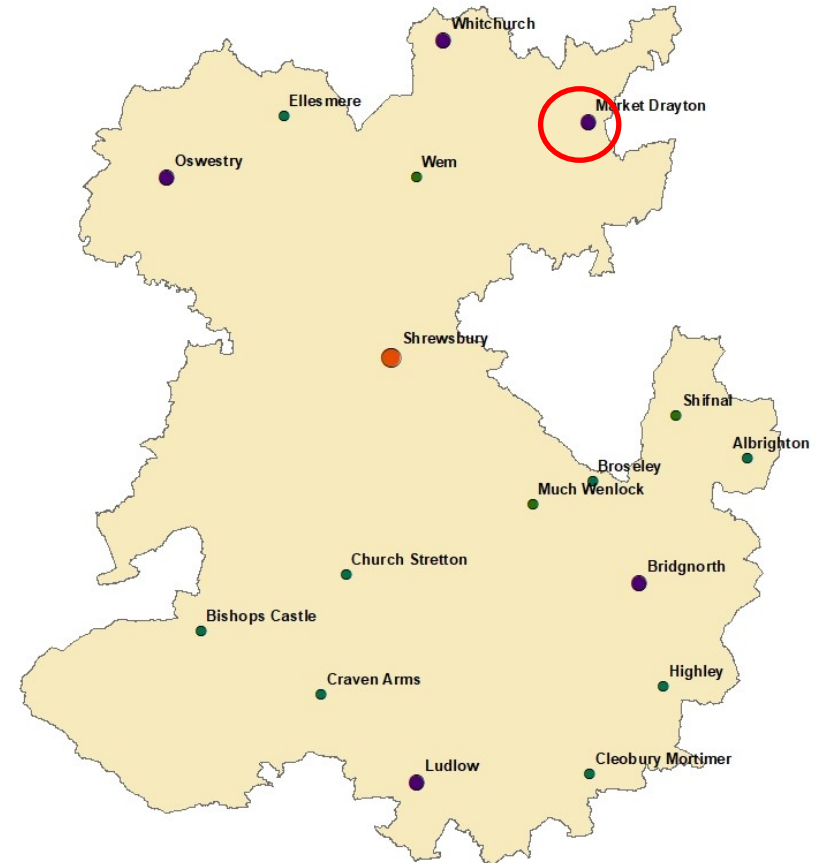 Whitchurch
Ellesmere
Market Drayton
Oswestry
Wem
Shrewsbury
Shifnal
Albrighton
Broseley
Much Wenlock
Church Stretton
Bridgnorth
Bishops Castle
Highley
Craven Arms
Cleobury Mortimer
Ludlow